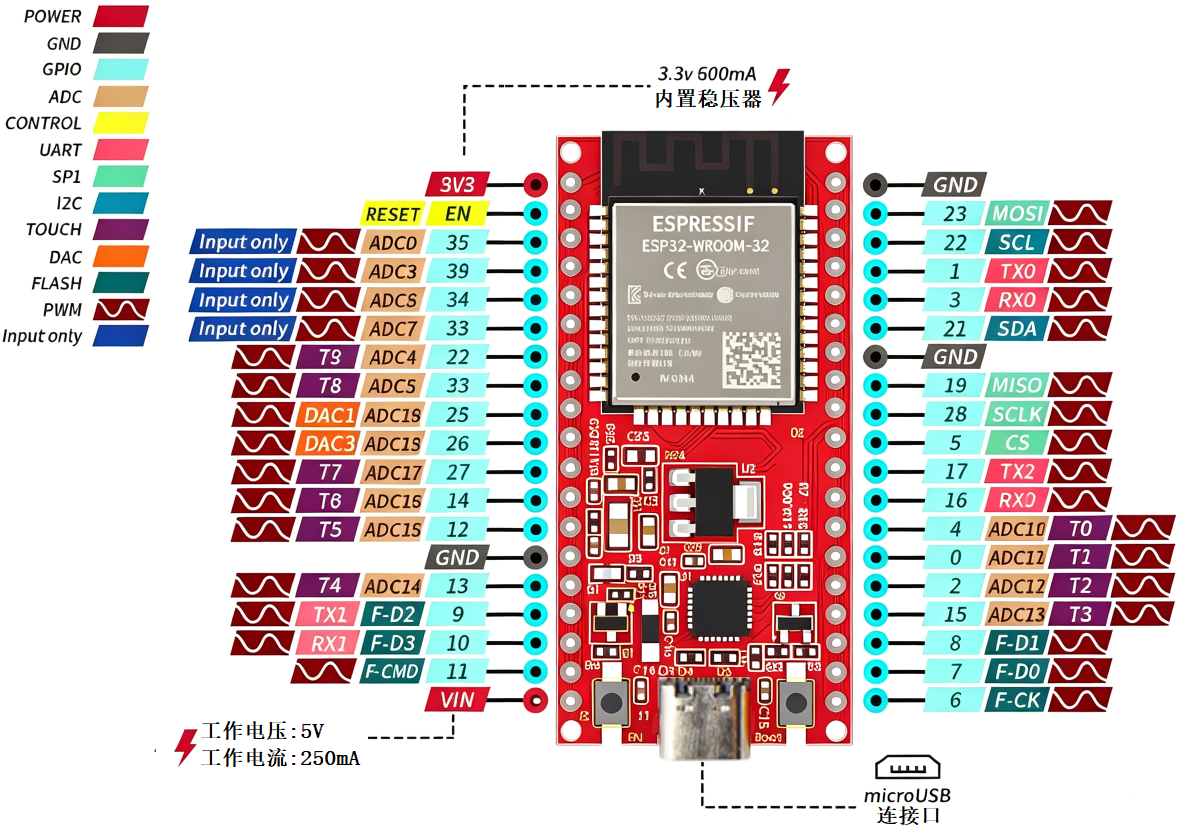 POWER
GND
GPIO
ADC
CONTROL
UART
SP1
I2C
TOUCH
DAC
FLASH
PWM
Input only
3.3v 500mA
内置稳压器
3V3
RESET EN
Input only ADC0 35
Input only ADC3 39
Input only ADC6 34
Input only ADC7 33
T9 ADC4 22
T8 ADC5 33
DAC1 ADC18 25
DAC3 ADC19 26
T7 ADC17 27
T6 ADC16 14
T5 ADC15 12
GND
T4 ADC14 13
TX1 F-D2 9
RX1 F-D3 10
F-CMD 11
VIN
工作电压:5V
工作电流:250mA
ESPRESSIF
ESP32-WROOM-32
CE
GND
23 MOSI
22 SCL
1 TX0
3 RX0
21 SDA
GND
19 MISO
28 SCLK
5 CS
17 TX2
16 RX0
4 ADC10 T0
0 ADC11 T1
2 ADC12 T2
15 ADC13 T3
8 F-D1
7 F-D0
6 F-CK
EN
C15
microUSB
连接口